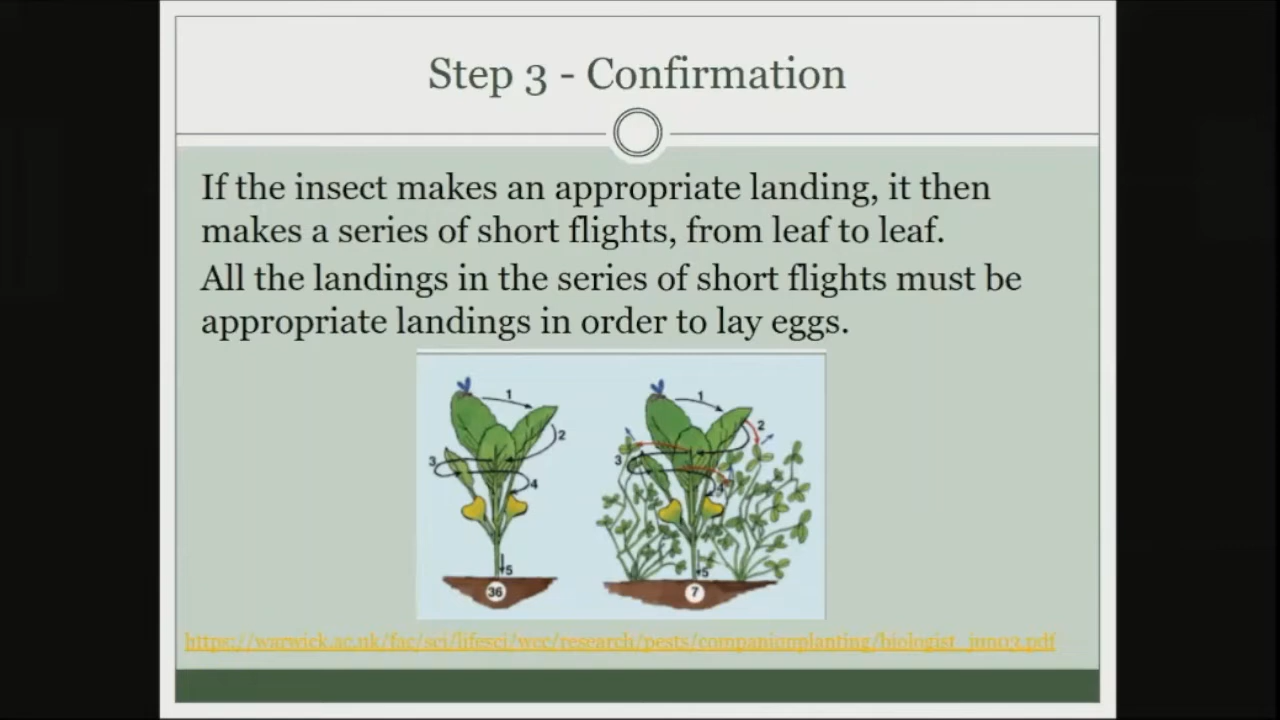 Step 3 - Confirmation
If the insect makes an appropriate landing, it then
makes a series of short flights, from leaf to leaf.
All the landings in the series of short flights must be
appropriate landings in order to lay eggs.
1
2
3
4
5
36
1
2
3
4
5
7
https://warwick.ac.uk/fac/sci/lifesci/wcc/research/pests/companionplanting/biologist_jun03.pdf